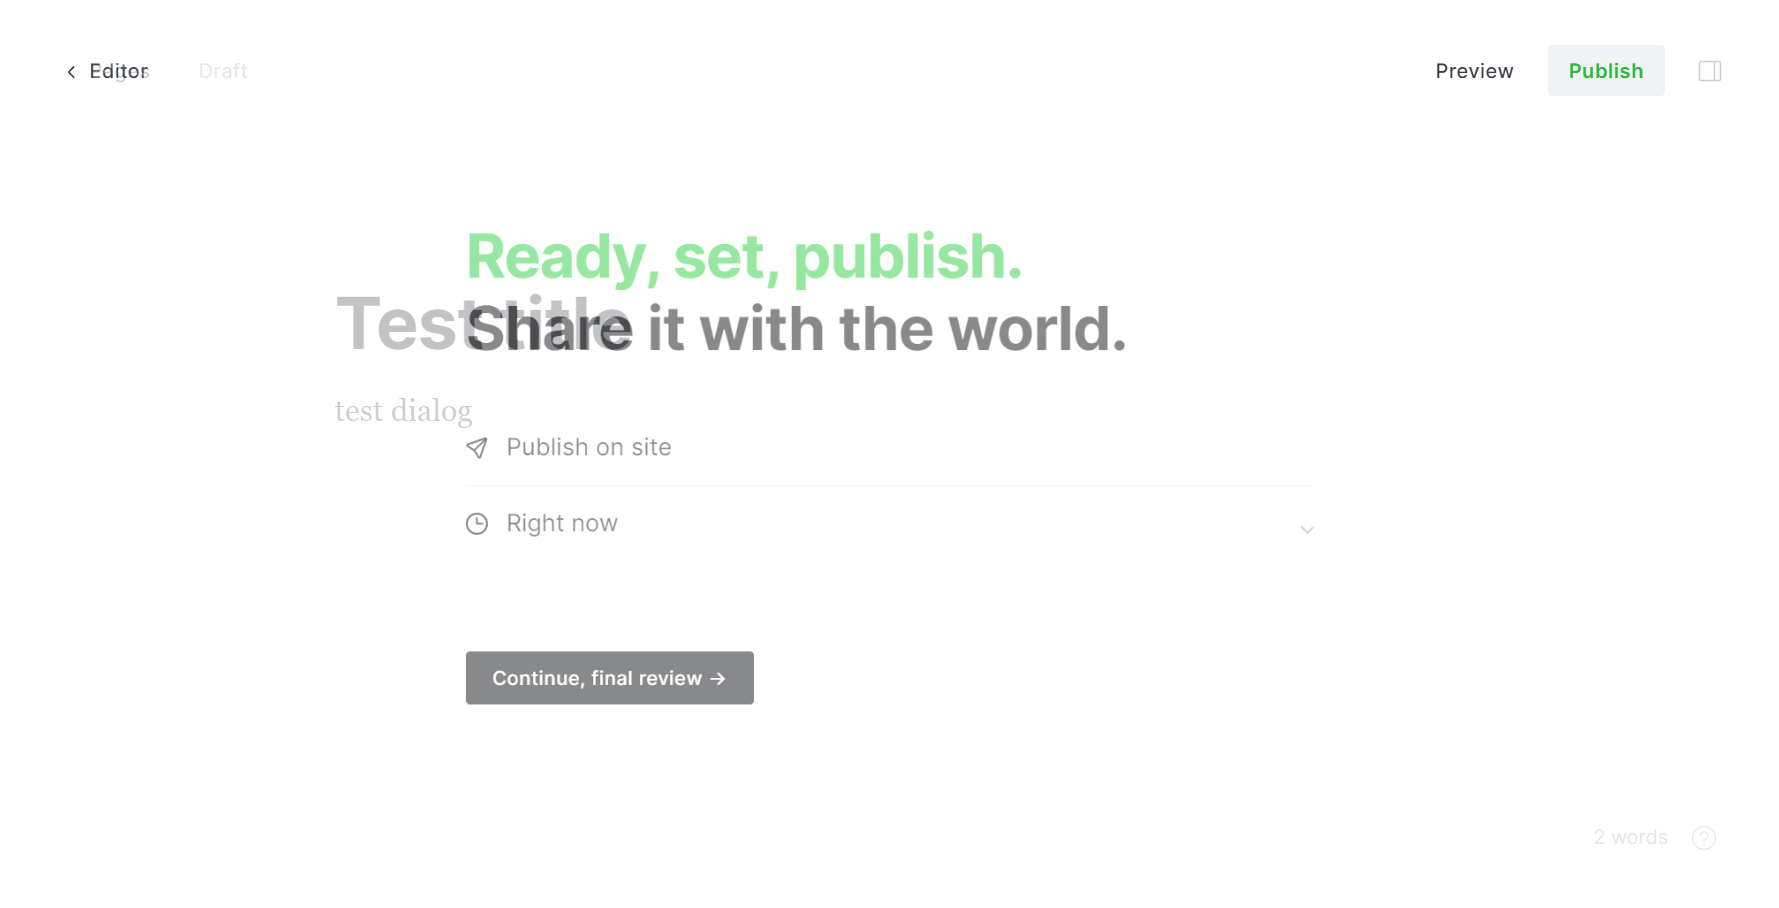 Editor
Pages
Draft
Preview
Publish
Ready, set, publish.
Test title
Share it with the world.
test dialog
Publish on site
Right now
Continue, final review →
2 words